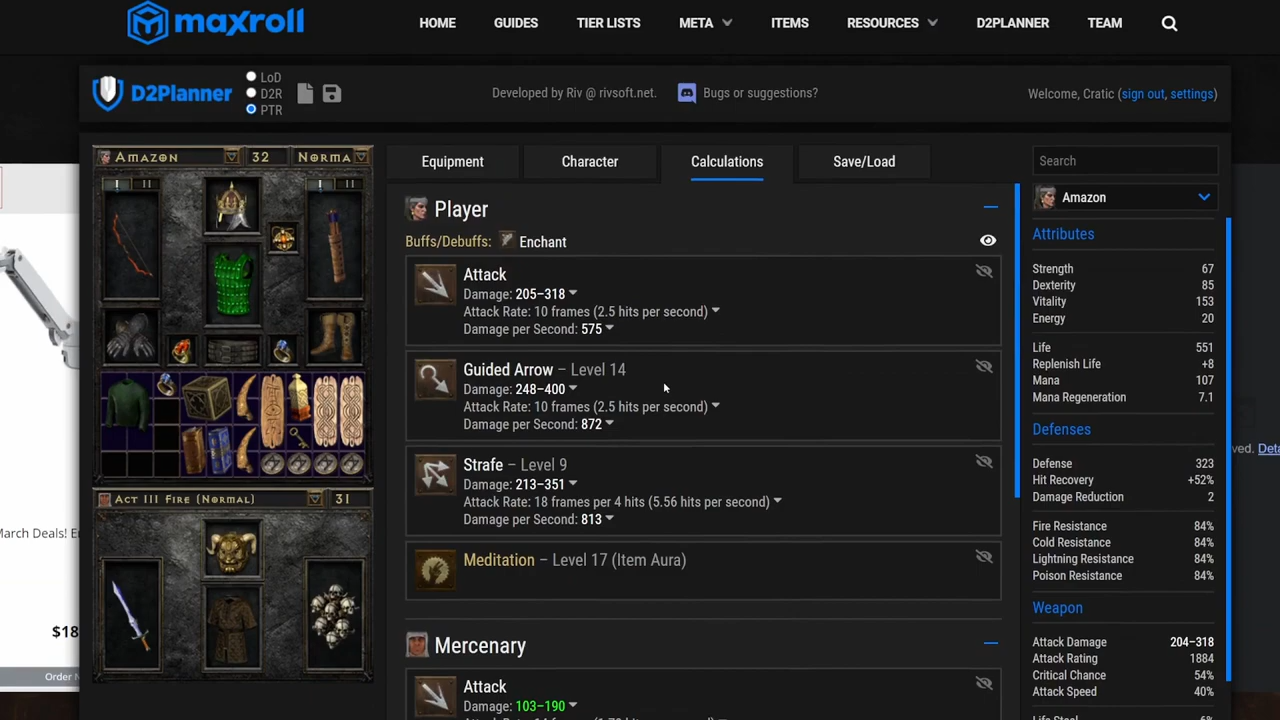 maxroll
HOME GUIDES TIER LISTS META ITEMS RESOURCES D2PLANNER TEAM
D2Planner
LoD
D2R
PTR
Developed by Riv @ rivsoft.net.
Bugs or suggestions?
Welcome, Cratic (sign out, settings)
AMAZON 32 NORMA
I II
I II
Equipment Character Calculations Save/Load
Player
Buffs/Debuffs: Enchant
Attack
Damage: 205–318
Attack Rate: 10 frames (2.5 hits per second)
Damage per Second: 575
Guided Arrow – Level 14
Damage: 248–400
Attack Rate: 10 frames (2.5 hits per second)
Damage per Second: 872
Strafe – Level 9
Damage: 213–351
Attack Rate: 18 frames per 4 hits (5.56 hits per second)
Damage per Second: 813
Meditation – Level 17 (Item Aura)
Mercenary
Attack
Damage: 103–190
ACT III FIRE (NORMAL) 31
Search
Amazon
Attributes
Strength 67
Dexterity 85
Vitality 153
Energy 20
Life 551
Replenish Life +8
Mana 107
Mana Regeneration 7.1
Defenses
Defense 323
Hit Recovery +52%
Damage Reduction 2
Fire Resistance 84%
Cold Resistance 84%
Lightning Resistance 84%
Poison Resistance 84%
Weapon
Attack Damage 204–318
Attack Rating 1884
Critical Chance 54%
Attack Speed 40%
March Deals!
$18
Order
ved. Deta